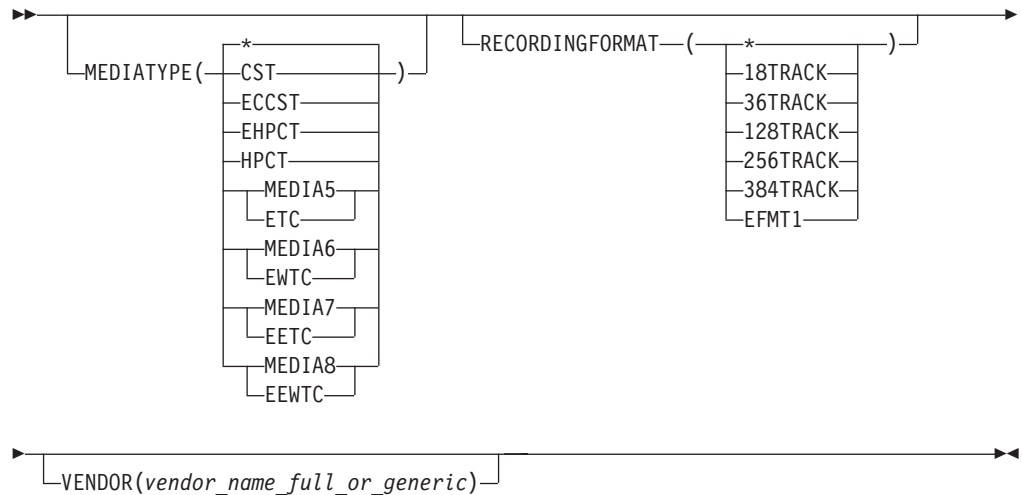 MEDIATYPE( * )
CST
ECCST
EHPCT
HPCT
MEDIA5
ETC
MEDIA6
EWTC
MEDIA7
EETC
MEDIA8
EEWTC
RECORDINGFORMAT ( * )
18TRACK
36TRACK
128TRACK
256TRACK
384TRACK
EFMT1
VENDOR(vendor_name_full_or_generic)